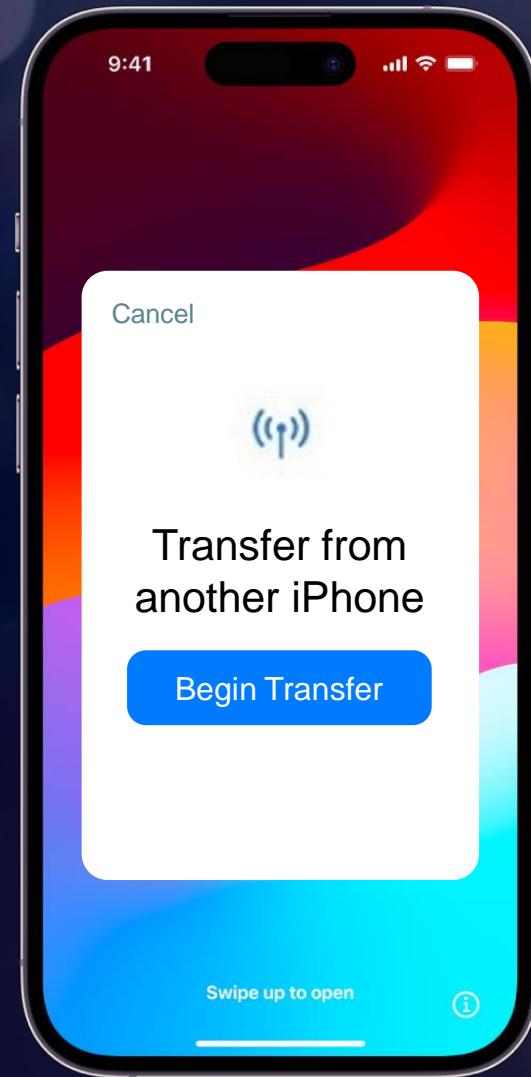 9:41
Cancel
Transfer from
another iPhone
Begin Transfer
Swipe up to open